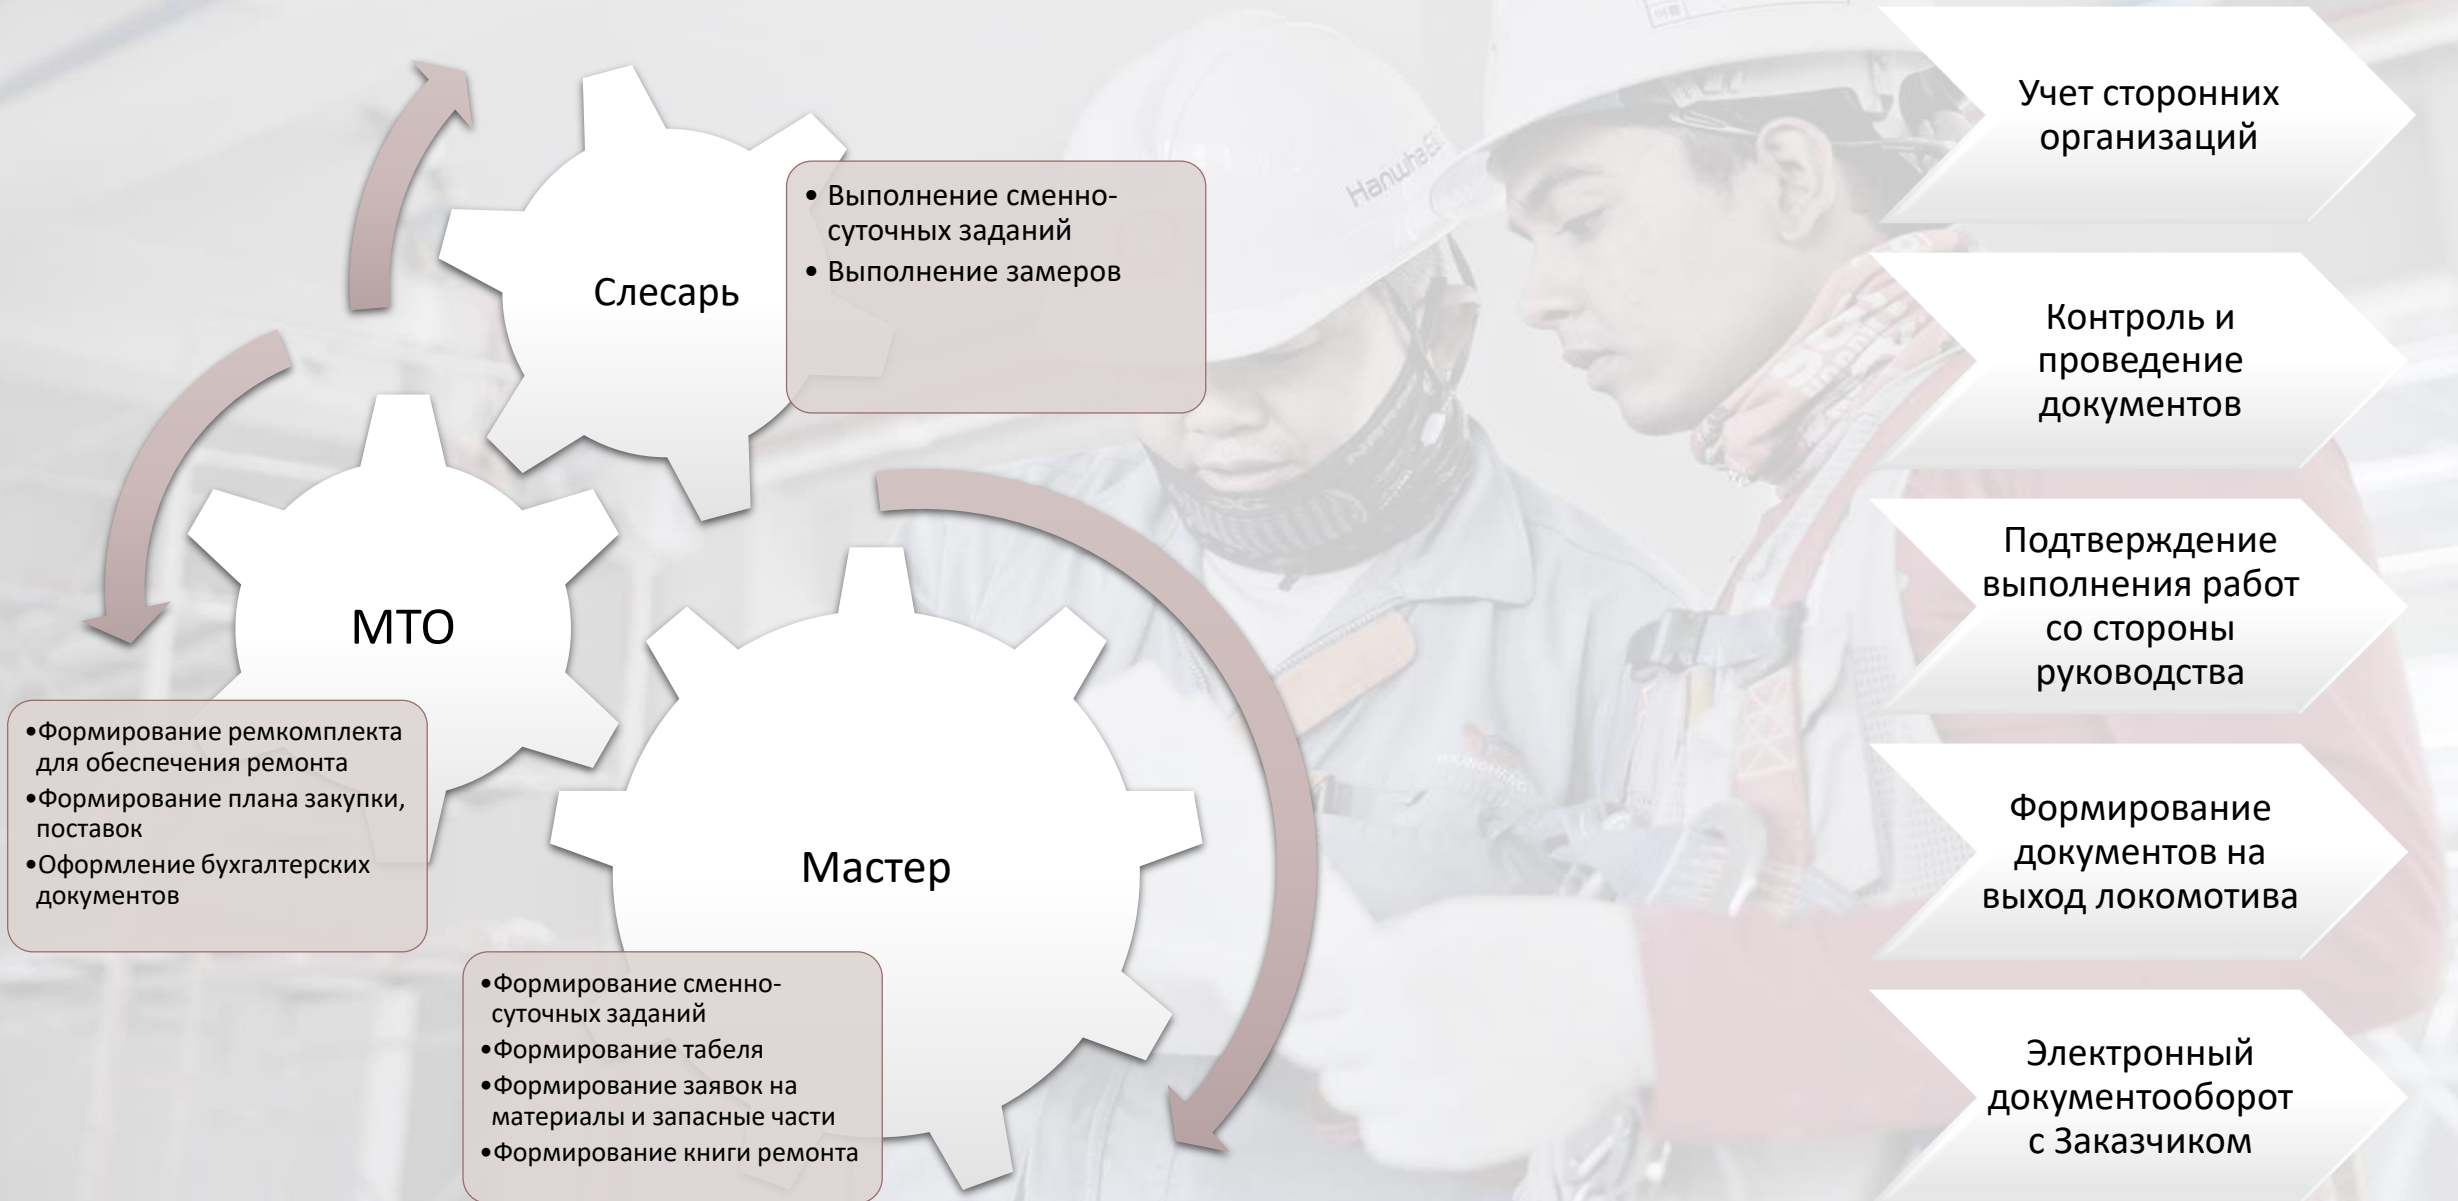 Слесарь
• Выполнение сменно-
суточных заданий
• Выполнение замеров
МТО
•Формирование ремкомплекта
для обеспечения ремонта
•Формирование плана закупки,
поставок
•Оформление бухгалтерских
документов
Мастер
•Формирование сменно-
суточных заданий
•Формирование табеля
•Формирование заявок на
материалы и запасные части
•Формирование книги ремонта
Учет сторонних
организаций
Контроль и
проведение
документов
Подтверждение
выполнения работ
со стороны
руководства
Формирование
документов на
выход локомотива
Электронный
документооборот
с Заказчиком
Hanwha